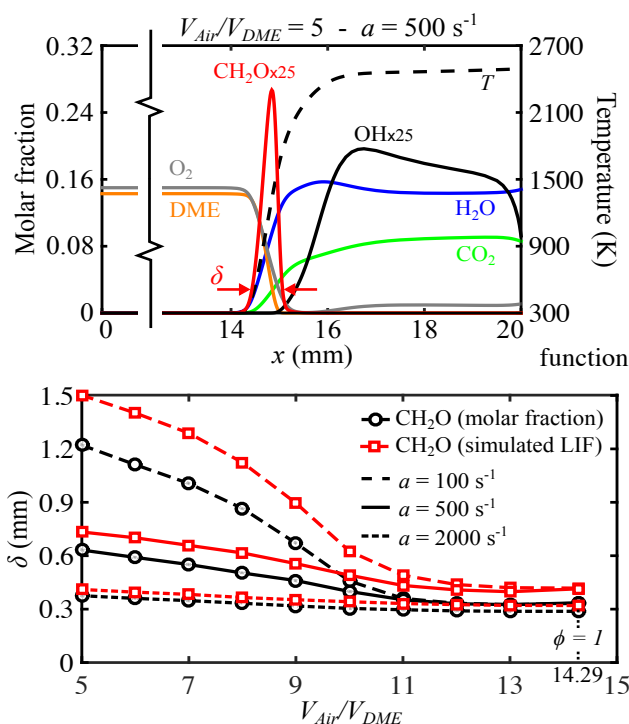 V_Air/V_DME = 5 - a = 500 s⁻¹
0.32
0.24
0.16
0.08
0
Molar fraction
CH₂Ox25
T
OHx25
O₂
DME
H₂O
CO₂
δ
2700
2100
1500
900
300
Temperature (K)
0 14 16 18 20
x (mm)
function
1.5
1.2
0.9
0.6
0.3
0
δ (mm)
CH₂O (molar fraction)
CH₂O (simulated LIF)
a = 100 s⁻¹
a = 500 s⁻¹
a = 2000 s⁻¹
ϕ = 1
14.29
5 7 9 11 13 15
V_Air/V_DME